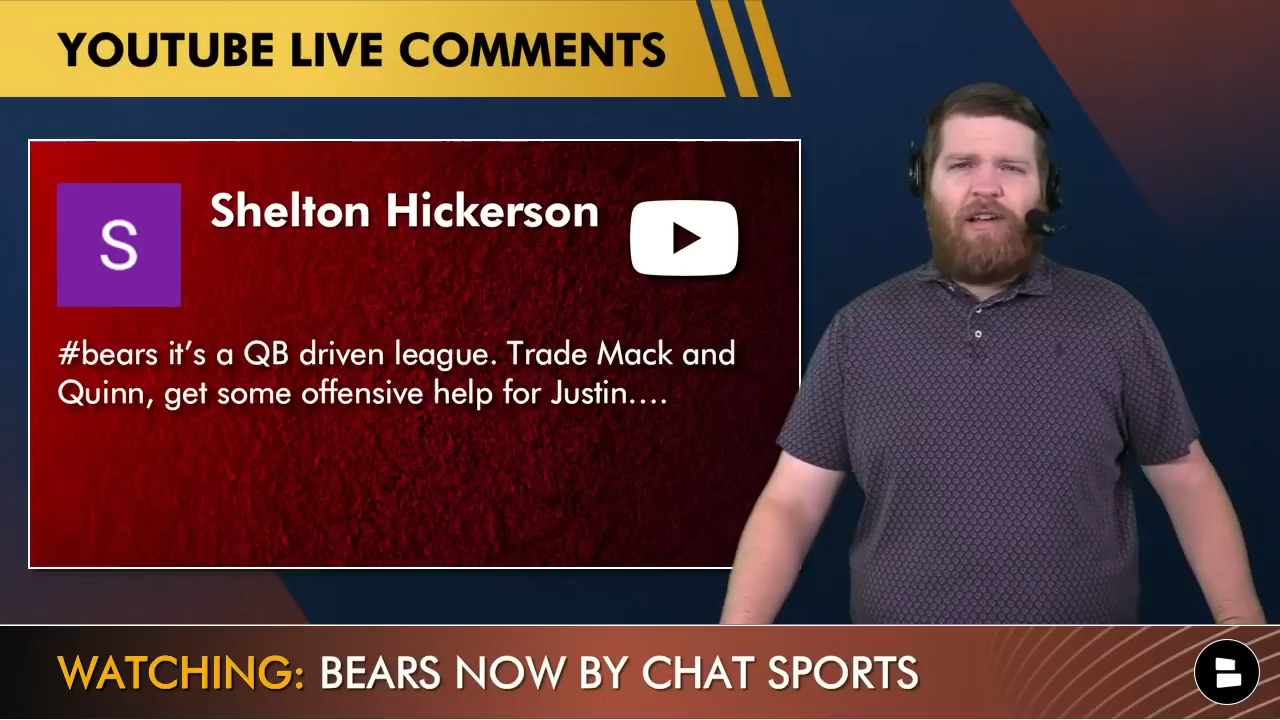 YOUTUBE LIVE COMMENTS
S
Shelton Hickerson
#bears it’s a QB driven league. Trade Mack and
Quinn, get some offensive help for Justin....
WATCHING: BEARS NOW BY CHAT SPORTS